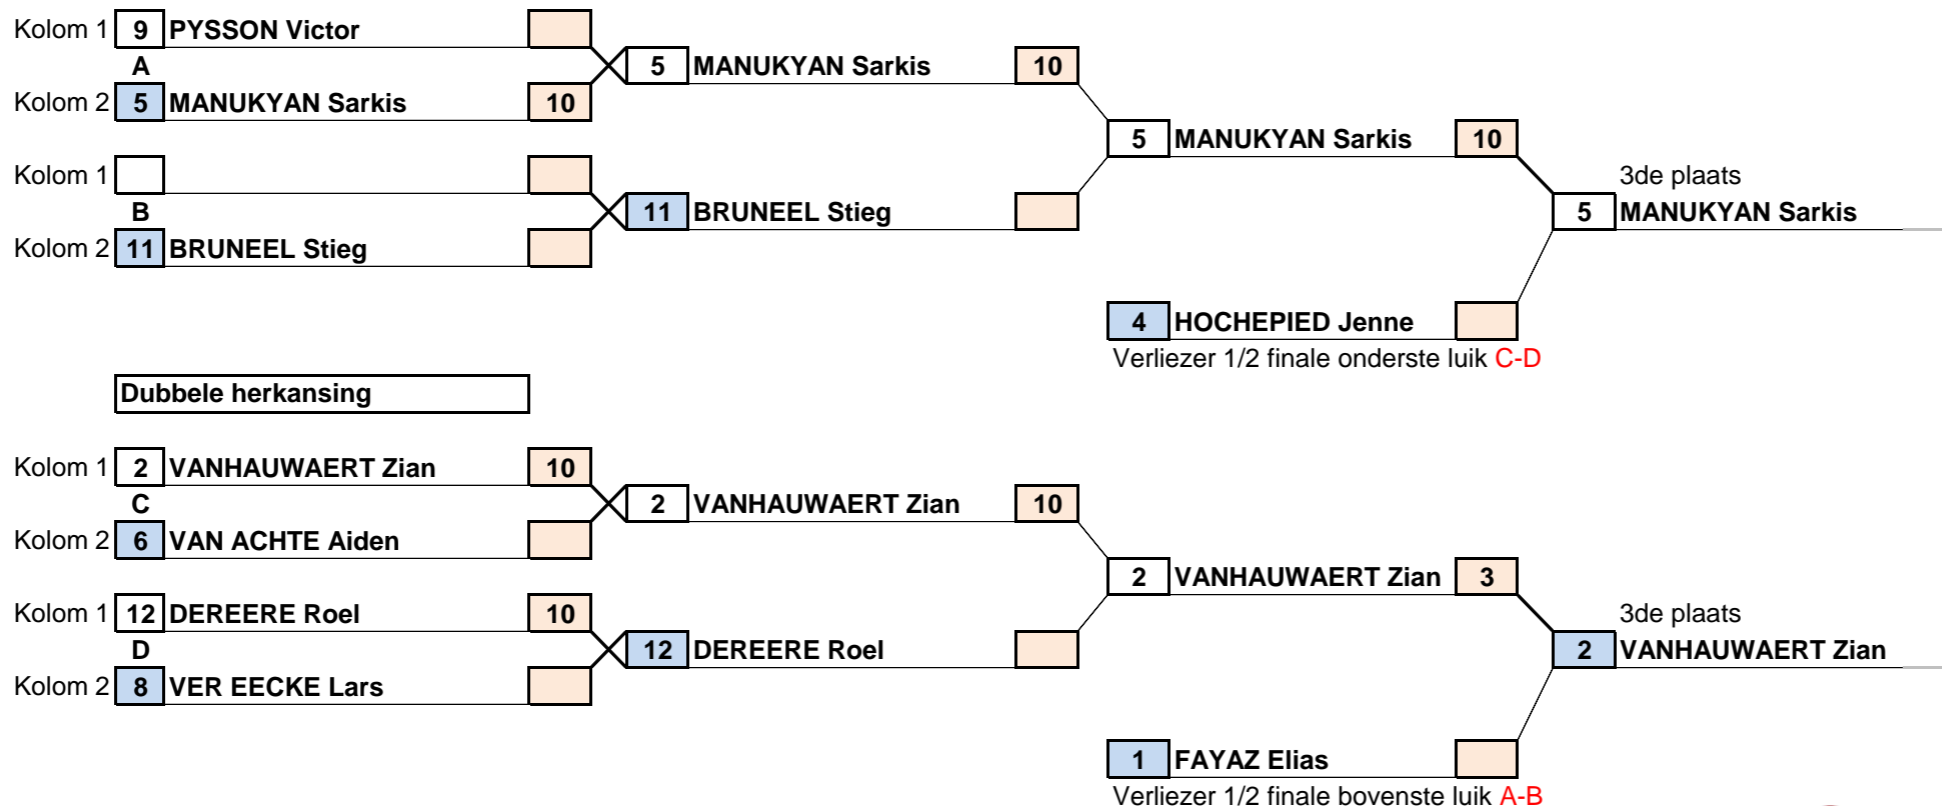 Kolom 1 9 PYSSON Victor
A 5 MANUKYAN Sarkis 10
Kolom 2 5 MANUKYAN Sarkis 10
5 MANUKYAN Sarkis 10
Kolom 1
3de plaats
B 11 BRUNEEL Stieg 5 MANUKYAN Sarkis
Kolom 2 11 BRUNEEL Stieg
4 HOCHEPIED Jenne
Verliezer 1/2 finale onderste luik C-D
Dubbele herkansing
Kolom 1 2 VANHAUWAERT Zian 10
C 2 VANHAUWAERT Zian 10
Kolom 2 6 VAN ACHTE Aiden
2 VANHAUWAERT Zian 3
Kolom 1 12 DEREERE Roel 10 3de plaats
D 12 DEREERE Roel 2 VANHAUWAERT Zian
Kolom 2 8 VER EECKE Lars
1 FAYAZ Elias
Verliezer 1/2 finale bovenste luik A-B